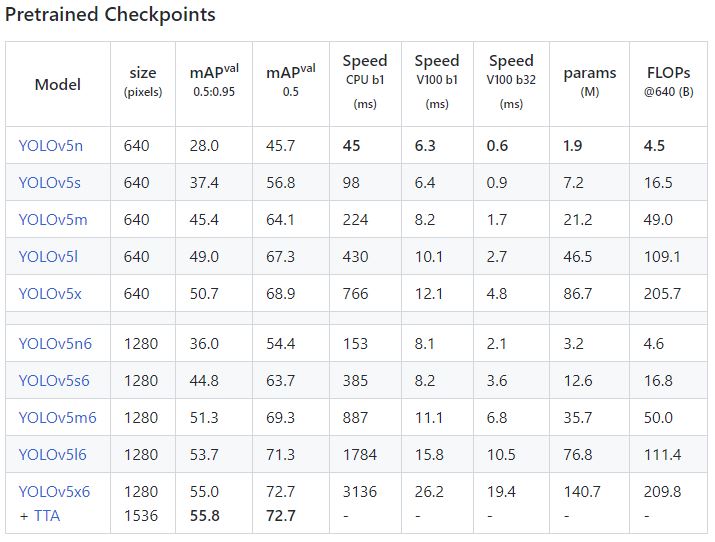 Pretrained Checkpoints
Model size (pixels) mAPval 0.5:0.95 mAPval 0.5 Speed CPU b1 (ms) Speed V100 b1 (ms) Speed V100 b32 (ms) params (M) FLOPs @640 (B)
YOLOv5n 640 28.0 45.7 45 6.3 0.6 1.9 4.5
YOLOv5s 640 37.4 56.8 98 6.4 0.9 7.2 16.5
YOLOv5m 640 45.4 64.1 224 8.2 1.7 21.2 49.0
YOLOv5l 640 49.0 67.3 430 10.1 2.7 46.5 109.1
YOLOv5x 640 50.7 68.9 766 12.1 4.8 86.7 205.7
YOLOv5n6 1280 36.0 54.4 153 8.1 2.1 3.2 4.6
YOLOv5s6 1280 44.8 63.7 385 8.2 3.6 12.6 16.8
YOLOv5m6 1280 51.3 69.3 887 11.1 6.8 35.7 50.0
YOLOv5l6 1280 53.7 71.3 1784 15.8 10.5 76.8 111.4
YOLOv5x6 1280 55.0 72.7 3136 26.2 19.4 140.7 209.8
+ TTA 1536 55.8 72.7 - - - - -